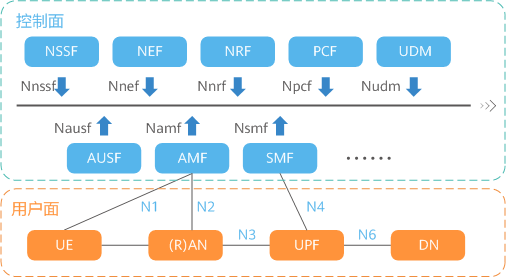 控制面
NSSF NEF NRF PCF UDM
Nnssf Nnef Nnrf Npcf Nudm
Nausf Namf Nsmf
AUSF AMF SMF ······
用户面
N1 N2 N4
UE (R)AN N3 UPF N6 DN